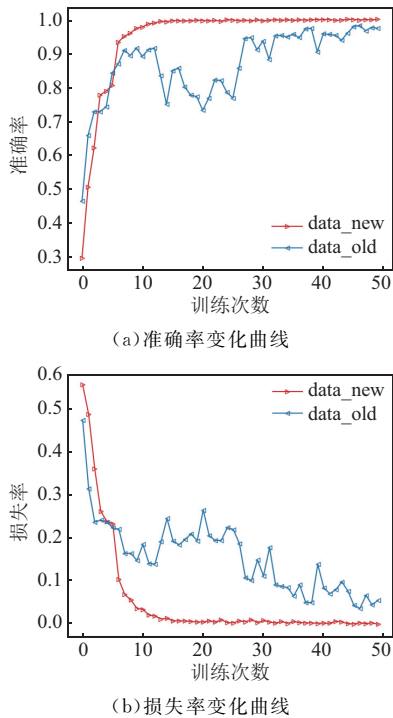 1.0
0.9
0.8
0.7
0.6
0.5
0.4
0.3
准确率
data_new
data_old
0 10 20 30 40 50
训练次数
(a)准确率变化曲线
0.6
0.5
0.4
0.3
0.2
0.1
0.0
损失率
data_new
data_old
0 10 20 30 40 50
训练次数
(b)损失率变化曲线